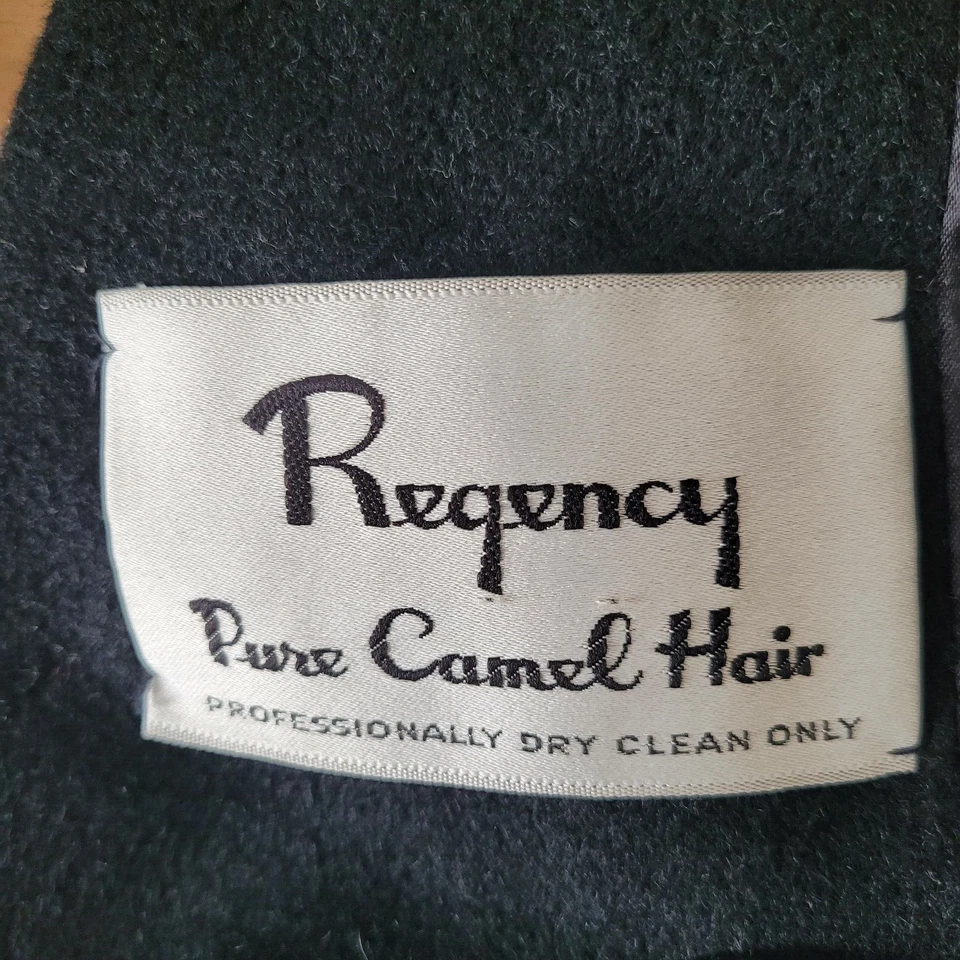 Regency
Pure Camel Hair
PROFESSIONALLY DRY CLEAN ONLY